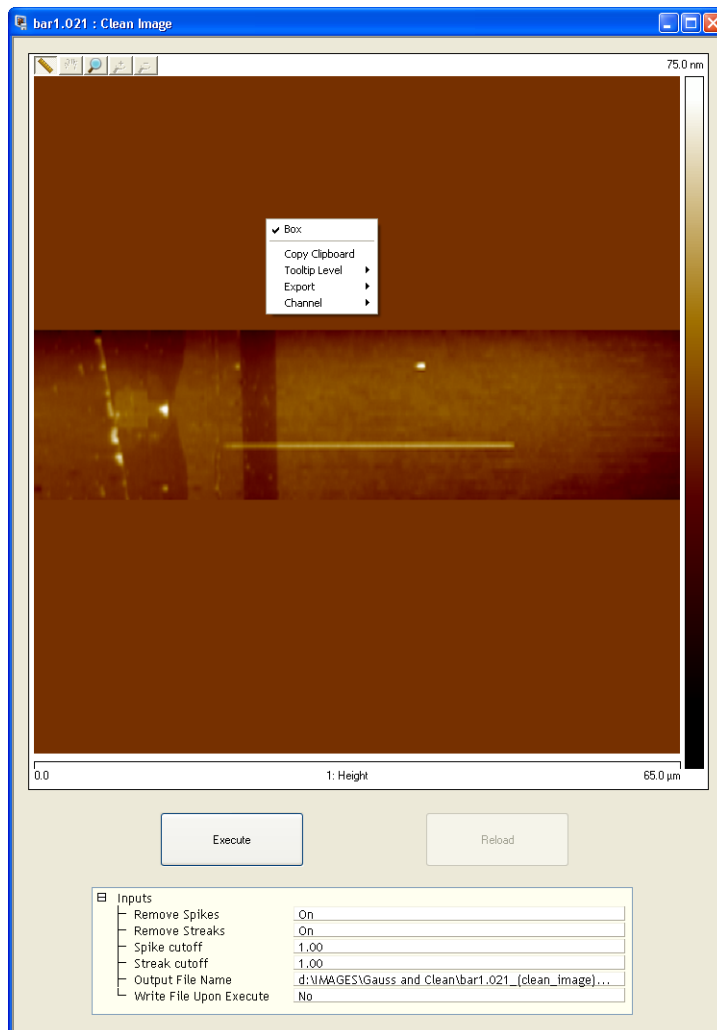 bar1.021 : Clean Image
75.0 nm
Box
Copy Clipboard
Tooltip Level
Export
Channel
0.0 1: Height 65.0 µm
Execute Reload
Inputs
Remove Spikes On
Remove Streaks On
Spike cutoff 1.00
Streak cutoff 1.00
Output File Name d:\IMAGES\Gauss and Clean\bar1.021_(clean_image)...
Write File Upon Execute No